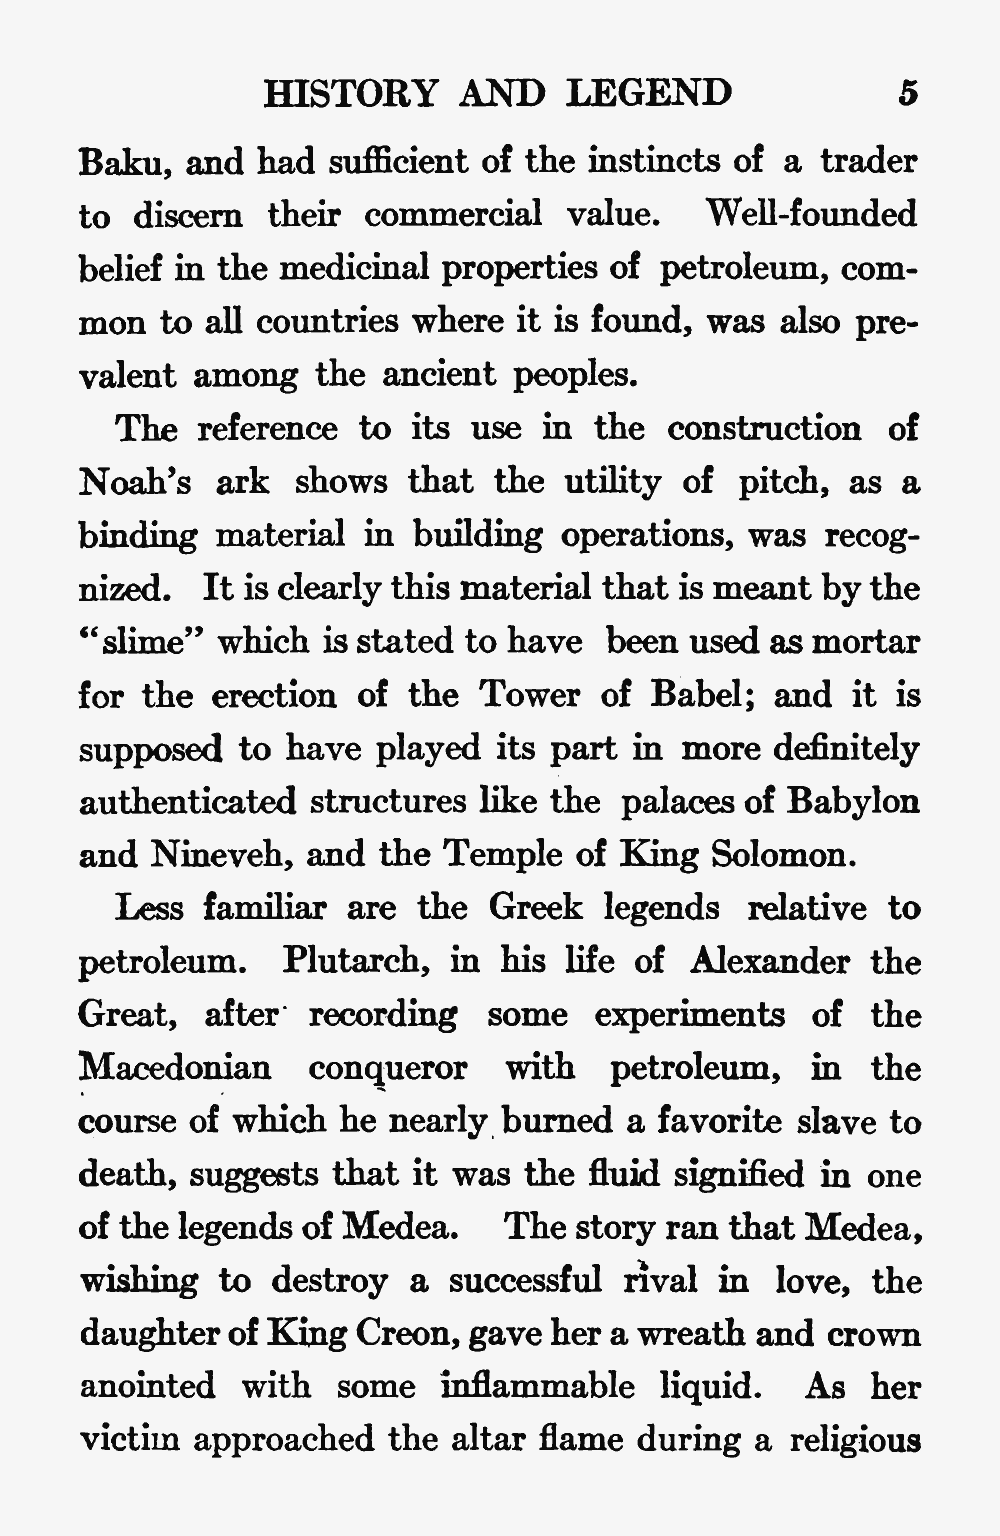 HISTORY AND LEGEND 5
Baku, and had sufficient of the instincts of a trader
to discern their commercial value. Well-founded
belief in the medicinal properties of petroleum, com-
mon to all countries where it is found, was also pre-
valent among the ancient peoples.
The reference to its use in the construction of
Noah's ark shows that the utility of pitch, as a
binding material in building operations, was recog-
nized. It is clearly this material that is meant by the
“slime” which is stated to have been used as mortar
for the erection of the Tower of Babel; and it is
supposed to have played its part in more definitely
authenticated structures like the palaces of Babylon
and Nineveh, and the Temple of King Solomon.
Less familiar are the Greek legends relative to
petroleum. Plutarch, in his life of Alexander the
Great, after recording some experiments of the
Macedonian conqueror with petroleum, in the
course of which he nearly burned a favorite slave to
death, suggests that it was the fluid signified in one
of the legends of Medea. The story ran that Medea,
wishing to destroy a successful rival in love, the
daughter of King Creon, gave her a wreath and crown
anointed with some inflammable liquid. As her
victim approached the altar flame during a religious